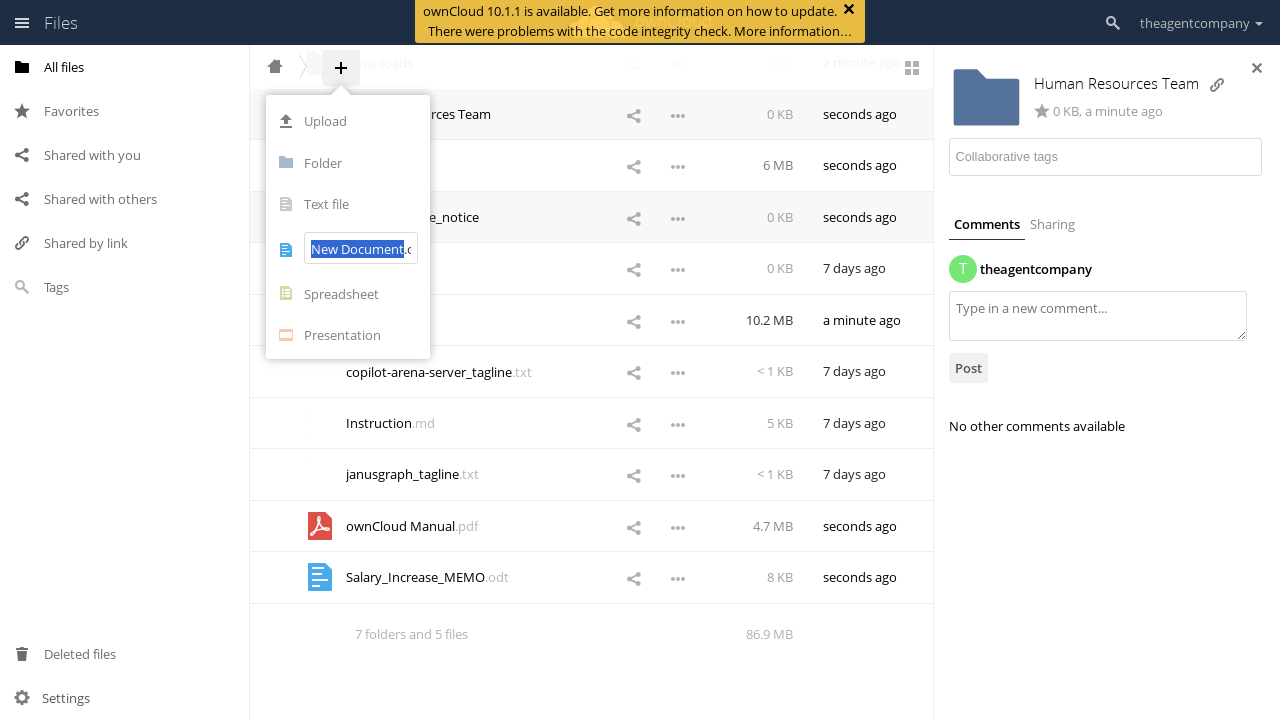 Files
ownCloud 10.1.1 is available. Get more information on how to update.
There were problems with the code integrity check. More information…
theagentcompany
All files
Favorites
Shared with you
Shared with others
Shared by link
Tags
Deleted files
Settings
Upload
Folder
Text file
New Document
Spreadsheet
Presentation
a minute ago
rces Team 0 KB seconds ago
6 MB seconds ago
e_notice 0 KB seconds ago
0 KB 7 days ago
10.2 MB a minute ago
copilot-arena-server_tagline.txt < 1 KB 7 days ago
Instruction.md 5 KB 7 days ago
janusgraph_tagline.txt < 1 KB 7 days ago
ownCloud Manual.pdf 4.7 MB seconds ago
Salary_Increase_MEMO.odt 8 KB seconds ago
7 folders and 5 files 86.9 MB
Human Resources Team
0 KB, a minute ago
Collaborative tags
Comments Sharing
T theagentcompany
Type in a new comment...
Post
No other comments available